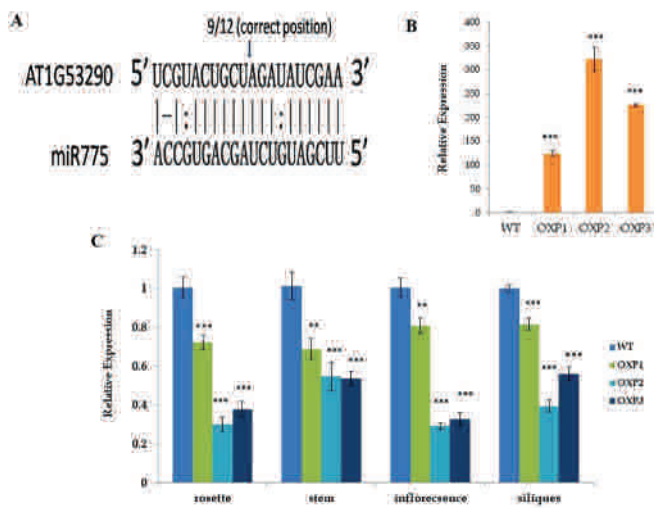 A
9/12 (correct position)
AT1G53290 5′ UCGUACUGCUAGAUAUCGAA 3′
miR775 3′ ACCGUGACGAUCUGUAGCUU 5′
B
Relative Expression
400
350
300
250
200
150
100
50
0
***
***
***
WT OXP1 OXP2 OXP3
C
Relative Expression
1.2
1
0.8
0.6
0.4
0.2
0
*** *** ***
** *** ***
** *** ***
*** *** ***
rosette stem inflorecsence siliques
WT
OXP1
OXP2
OXP3